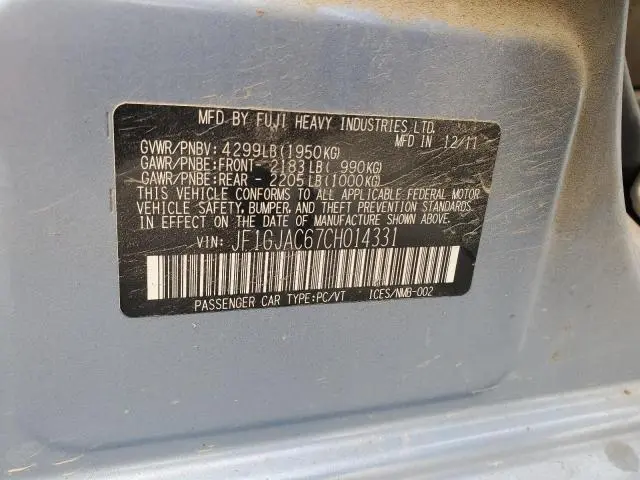 MFD BY FUJI HEAVY INDUSTRIES LTD.
MFD IN 12/11
GVWR/PNBV: 4299LB(1950KG)
GAWR/PNBE:FRONT- 2183LB( 990KG)
GAWR/PNBE:REAR - 2205LB(1000KG)
THIS VEHICLE CONFORMS TO ALL APPLICABLE FEDERAL MOTOR
VEHICLE SAFETY, BUMPER, AND THEFT PREVENTION STANDARDS
IN EFFECT ON THE DATE OF MANUFACTURE SHOWN ABOVE.
VIN: JF1GJAC67CH014331
PASSENGER CAR TYPE:PC/VT ICES/NMB-002